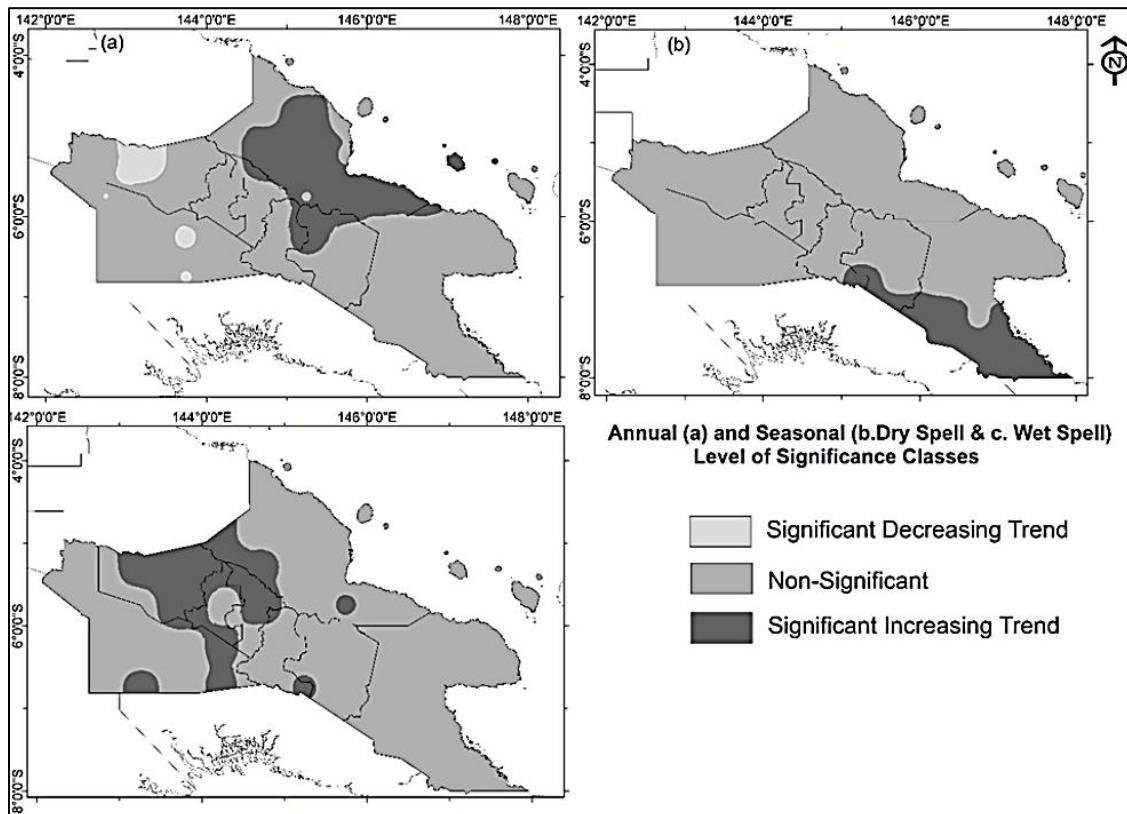 142°0'0"E 144°0'0"E 146°0'0"E 148°0'0"E 142°0'0"E 144°0'0"E 146°0'0"E 148°0'0"E
(a) (b)
N
4°0'0"S 4°0'0"S
6°0'0"S 6°0'0"S
8°0'0"S 8°0'0"S
142°0'0"E 144°0'0"E 146°0'0"E 148°0'0"E
Annual (a) and Seasonal (b.Dry Spell & c. Wet Spell)
Level of Significance Classes
4°0'0"S
Significant Decreasing Trend
Non-Significant
6°0'0"S
Significant Increasing Trend
8°0'0"S